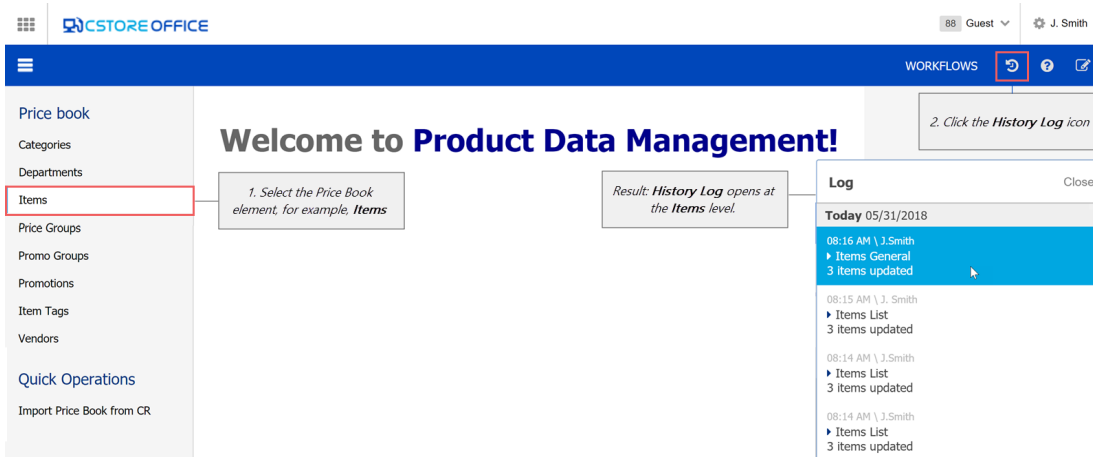 CSTORE OFFICE
88 Guest
J. Smith
WORKFLOWS
Price book
Categories
Departments
Items
Price Groups
Promo Groups
Promotions
Item Tags
Vendors
Quick Operations
Import Price Book from CR
Welcome to Product Data Management!
1. Select the Price Book
element, for example, Items
Result: History Log opens at
the Items level.
2. Click the History Log icon
Log Close
Today 05/31/2018
08:16 AM \ J.Smith
Items General
3 items updated
08:15 AM \ J. Smith
Items List
3 items updated
08:14 AM \ J.Smith
Items List
3 items updated
08:14 AM \ J.Smith
Items List
3 items updated